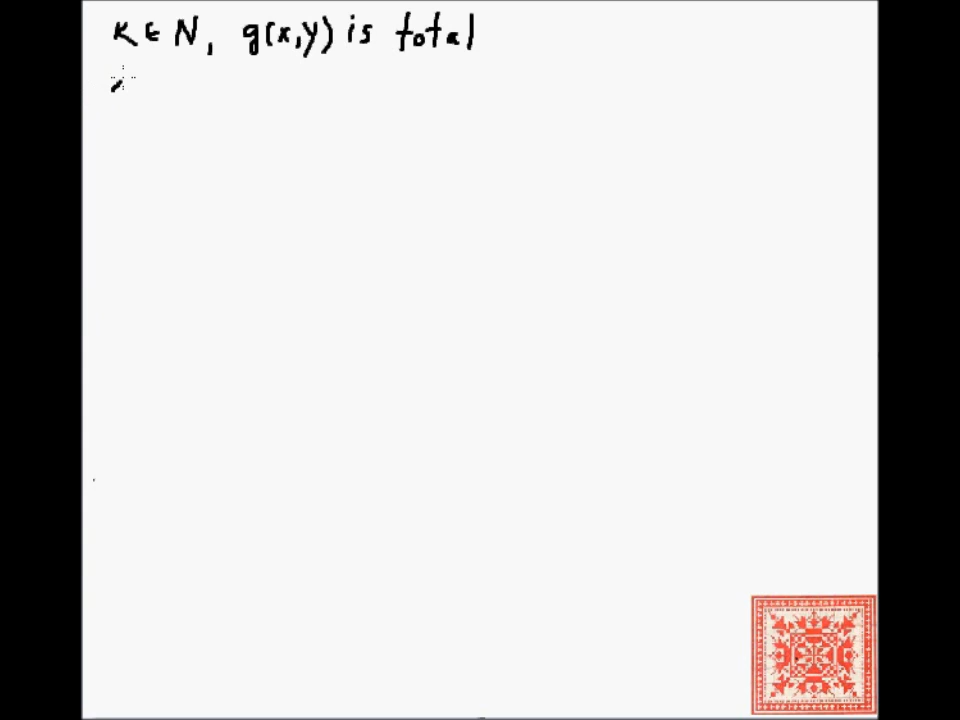 k ∈ N, g(x,y) is total